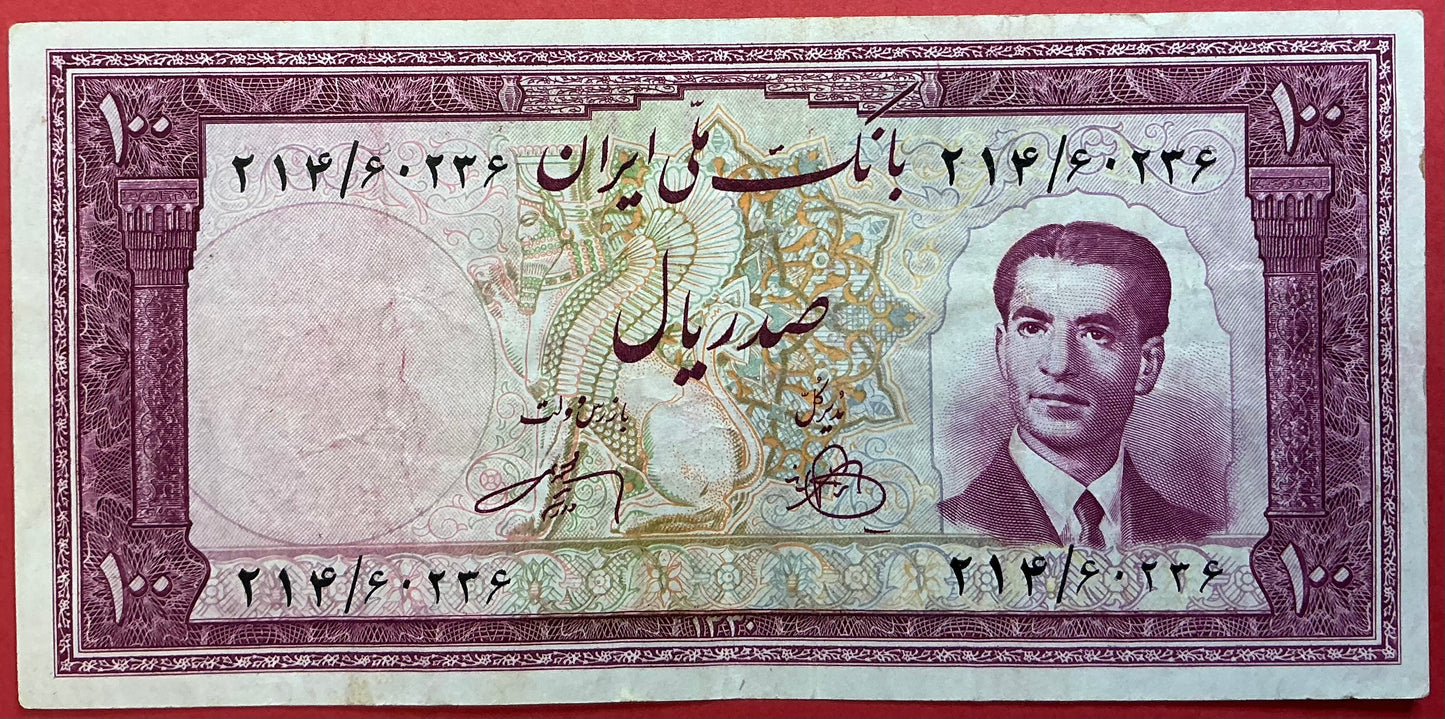 ۱۰۰ ۱۰۰
۲۱۴/۶۰۲۳۶ بانک ملّی ایران ۲۱۴/۶۰۲۳۶
صد ریال
مدیر کلّ بازرس دولت
۲۱۴/۶۰۲۳۶ ۲۱۴/۶۰۲۳۶
۱۰۰ ۱۰۰
۱۳۳۰